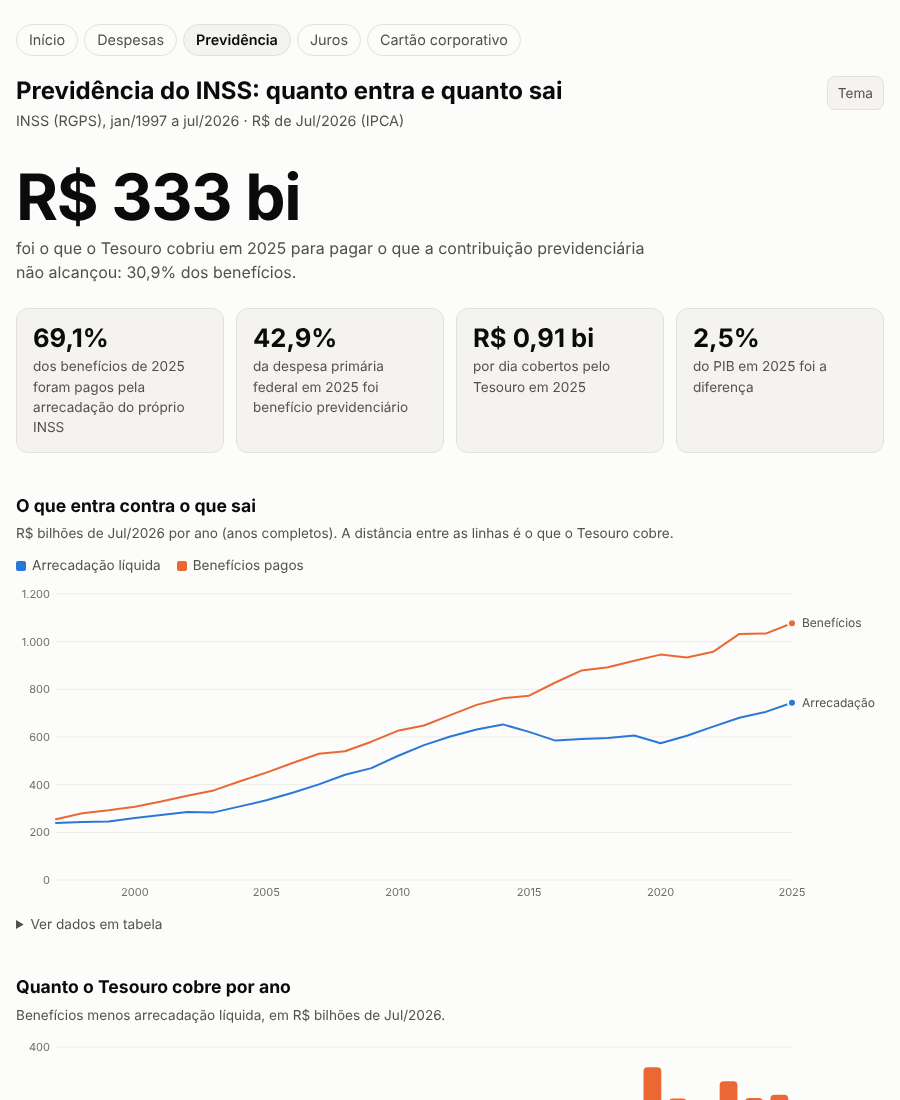 Início
Despesas
Previdência
Juros
Cartão corporativo
Previdência do INSS: quanto entra e quanto sai
Tema
INSS (RGPS), jan/1997 a jul/2026 · R$ de Jul/2026 (IPCA)
R$ 333 bi
foi o que o Tesouro cobriu em 2025 para pagar o que a contribuição previdenciária
não alcançou: 30,9% dos benefícios.
69,1%
dos benefícios de 2025
foram pagos pela
arrecadação do próprio
INSS
42,9%
da despesa primária
federal em 2025 foi
benefício previdenciário
R$ 0,91 bi
por dia cobertos pelo
Tesouro em 2025
2,5%
do PIB em 2025 foi a
diferença
O que entra contra o que sai
R$ bilhões de Jul/2026 por ano (anos completos). A distância entre as linhas é o que o Tesouro cobre.
Arrecadação líquida
Benefícios pagos
1.200
1.000
800
600
400
200
0
Benefícios
Arrecadação
2000
2005
2010
2015
2020
2025
Ver dados em tabela
Quanto o Tesouro cobre por ano
Benefícios menos arrecadação líquida, em R$ bilhões de Jul/2026.
400